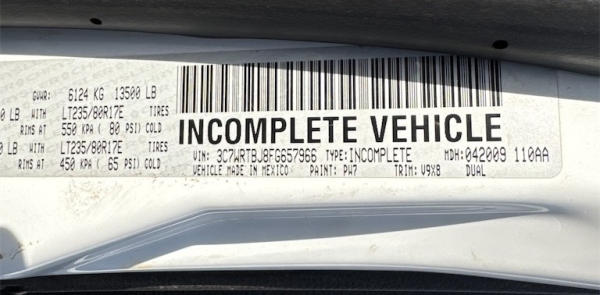 GVWR: 6124 KG 13500 LB
LB WITH LT235/80R17E TIRES
RIMS AT 550 KPA ( 80 PSI) COLD
LB WITH LT235/80R17E TIRES
RIMS AT 450 KPA ( 65 PSI) COLD
INCOMPLETE VEHICLE
VIN: 3C7WRTBJ8FG657966 TYPE: INCOMPLETE MDH: 042009 110AA
VEHICLE MADE IN MEXICO PAINT: PW7 TRIM: V9X8 DUAL